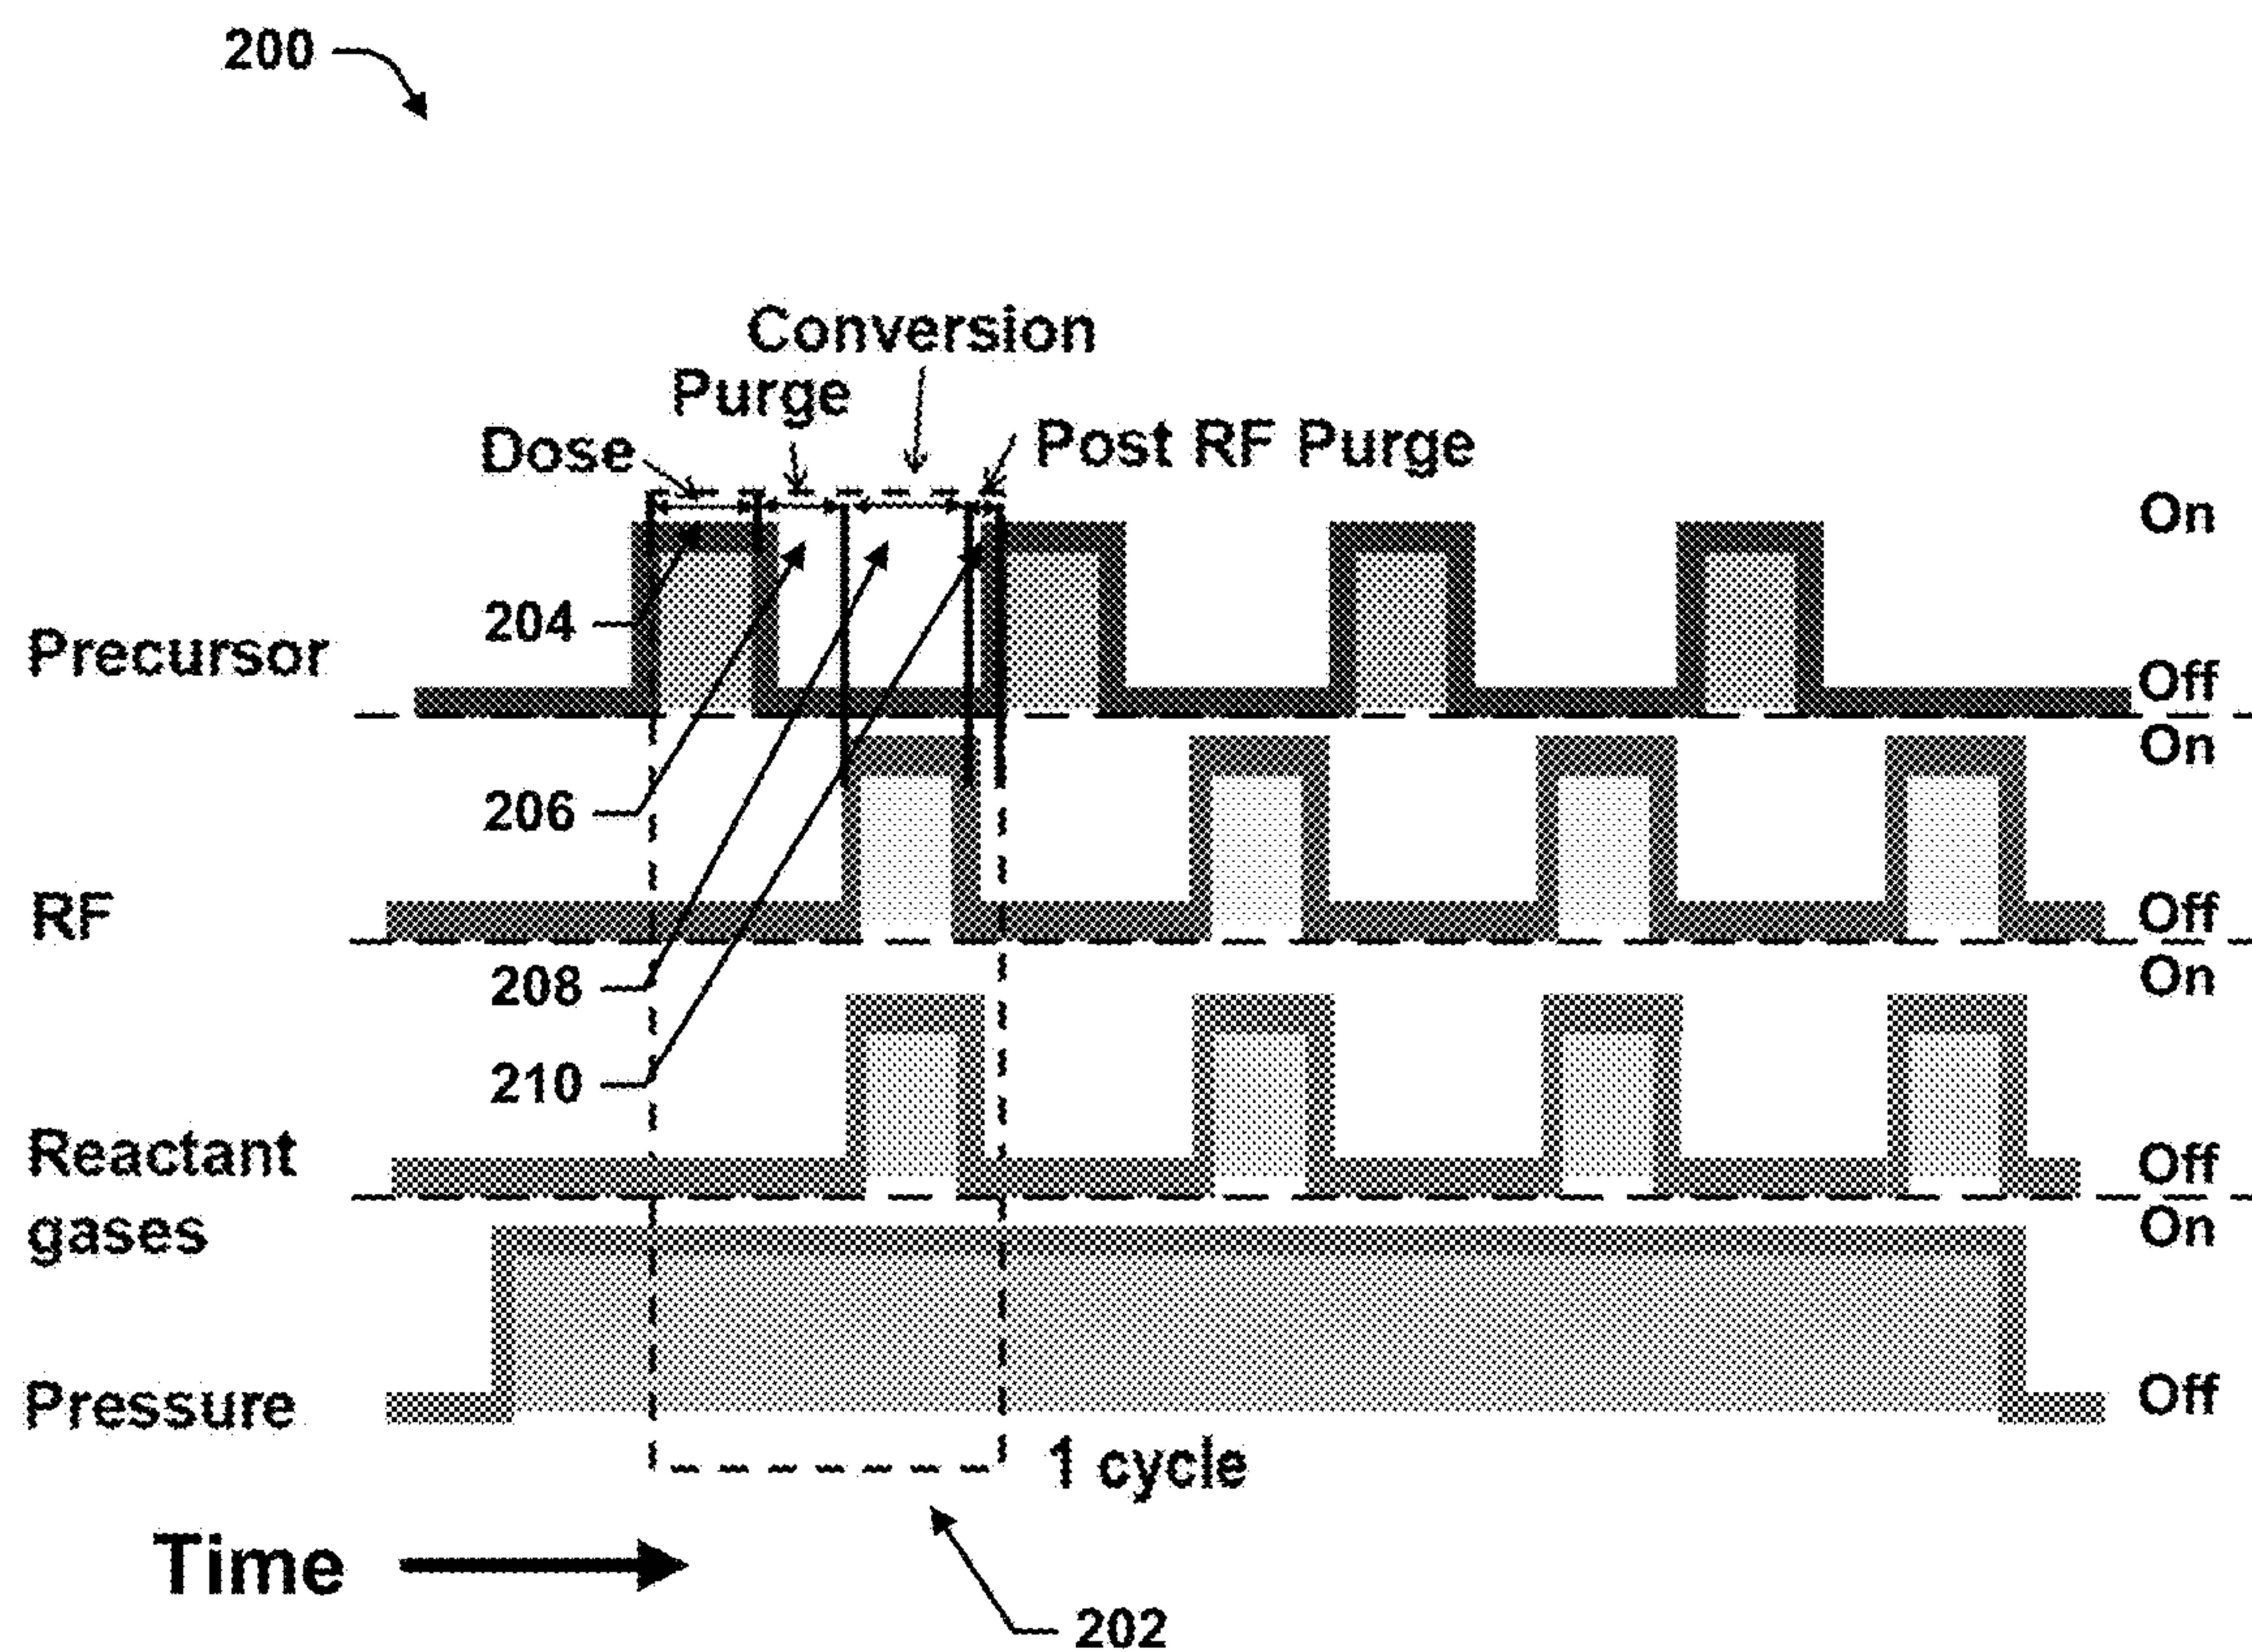 200
Conversion
Purge
Dose
Post RF Purge
On
204
Precursor
Off
On
206
RF
Off
208
On
210
Reactant
gases
Off
On
Pressure
Off
1 cycle
Time
202